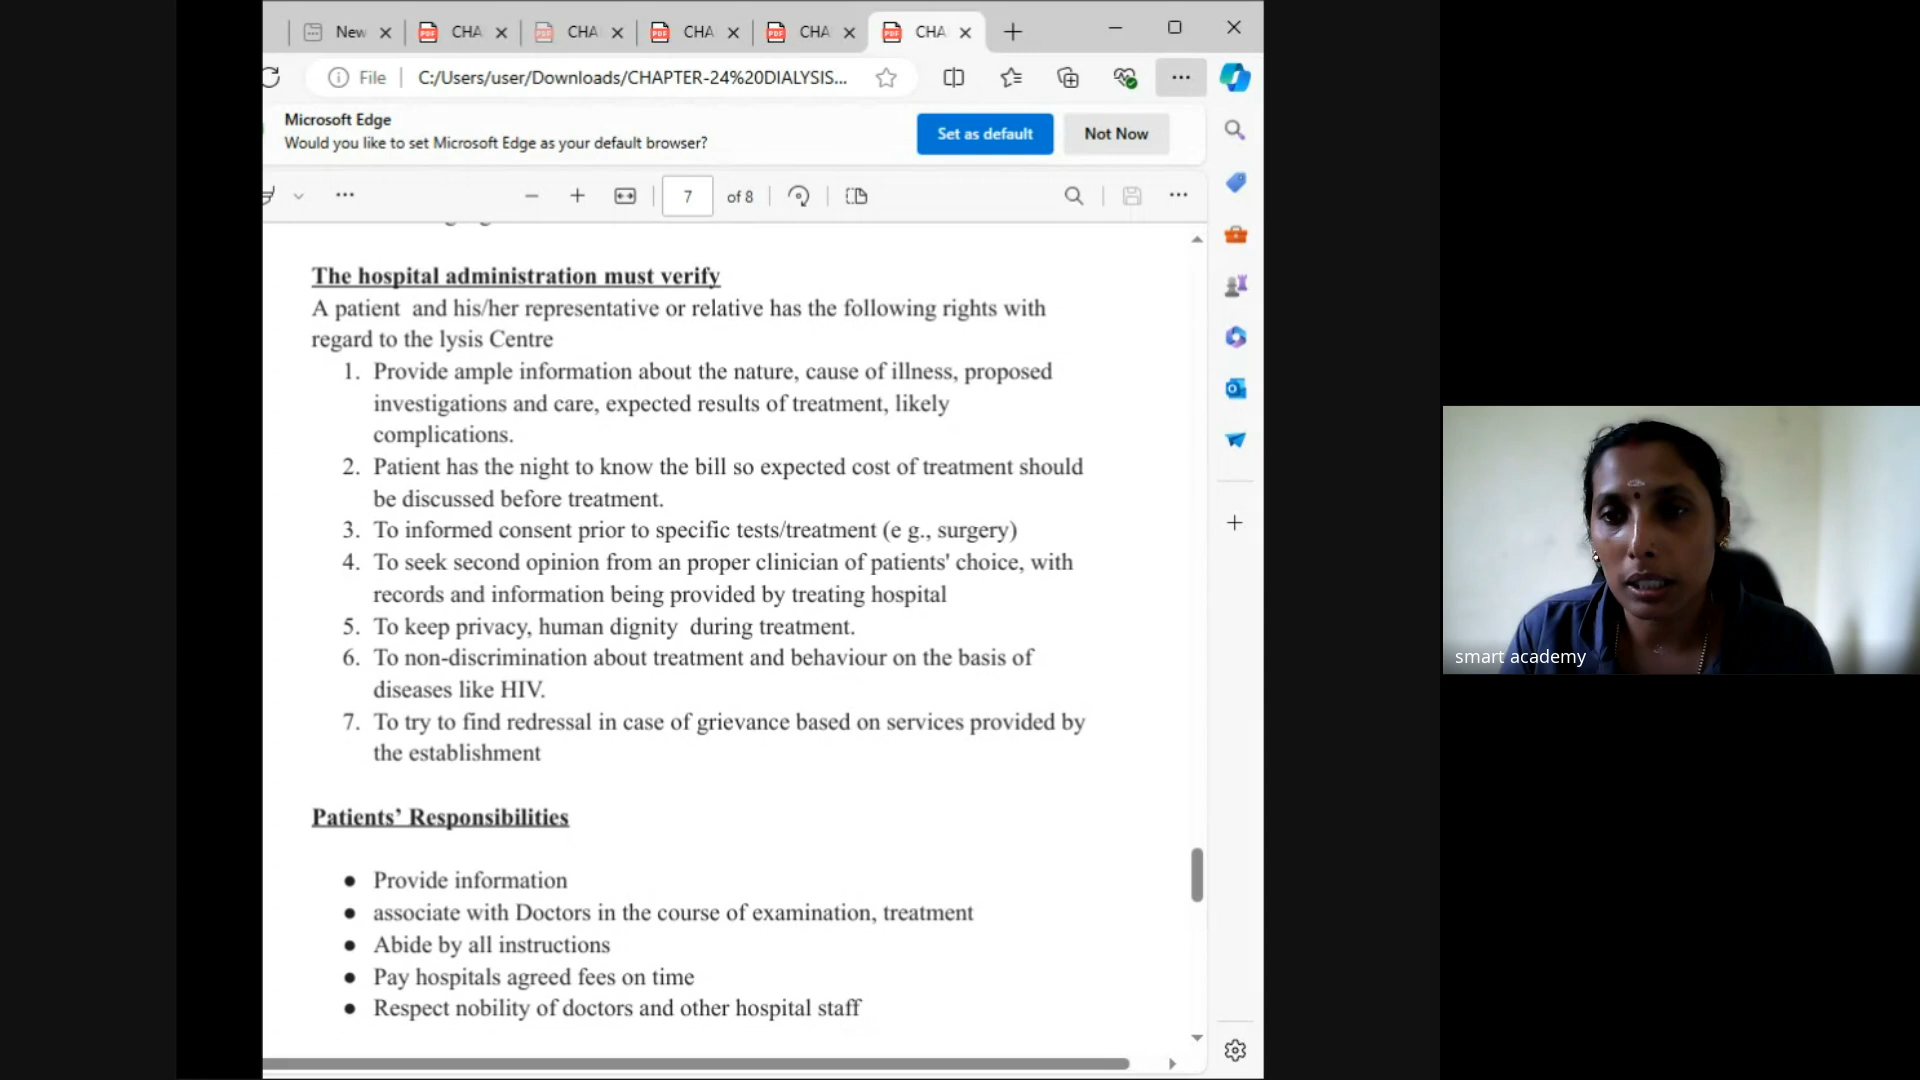 New
CHA
CHA
CHA
CHA
CHA
File
C:/Users/user/Downloads/CHAPTER-24%20DIALYSIS...
Microsoft Edge
Would you like to set Microsoft Edge as your default browser?
Set as default
Not Now
7 of 8
The hospital administration must verify
A patient and his/her representative or relative has the following rights with
regard to the lysis Centre
1. Provide ample information about the nature, cause of illness, proposed
investigations and care, expected results of treatment, likely
complications.
2. Patient has the night to know the bill so expected cost of treatment should
be discussed before treatment.
3. To informed consent prior to specific tests/treatment (e g., surgery)
4. To seek second opinion from an proper clinician of patients' choice, with
records and information being provided by treating hospital
5. To keep privacy, human dignity during treatment.
6. To non-discrimination about treatment and behaviour on the basis of
diseases like HIV.
7. To try to find redressal in case of grievance based on services provided by
the establishment
Patients’ Responsibilities
● Provide information
● associate with Doctors in the course of examination, treatment
● Abide by all instructions
● Pay hospitals agreed fees on time
● Respect nobility of doctors and other hospital staff
smart academy